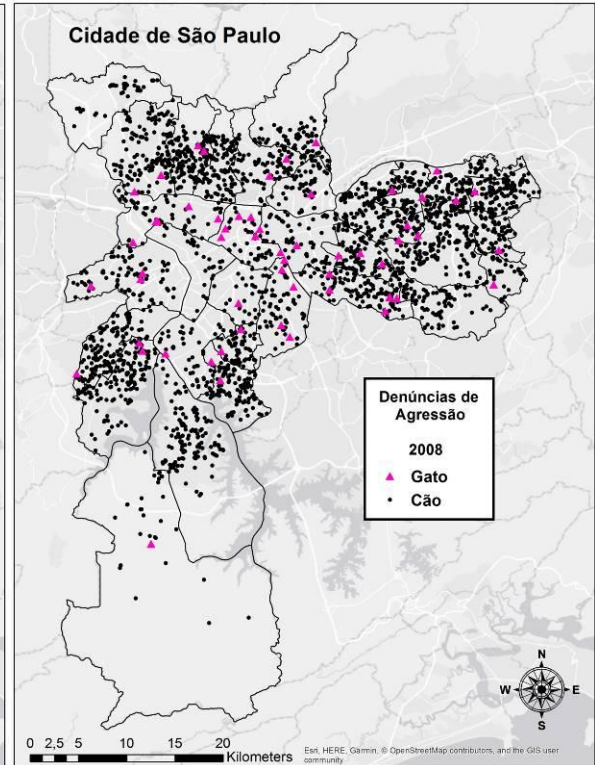 Cidade de São Paulo
Denúncias de
Agressão
2008
Gato
Cão
N
W E
S
0 2,5 5 10 15 20
Kilometers
Esri, HERE, Garmin, © OpenStreetMap contributors, and the GIS user
community